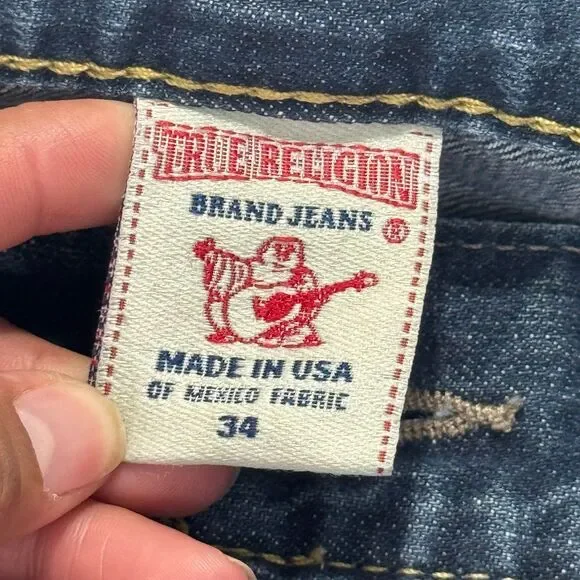 TRUE RELIGION
BRAND JEANS ®
MADE IN USA
OF MEXICO FABRIC
34